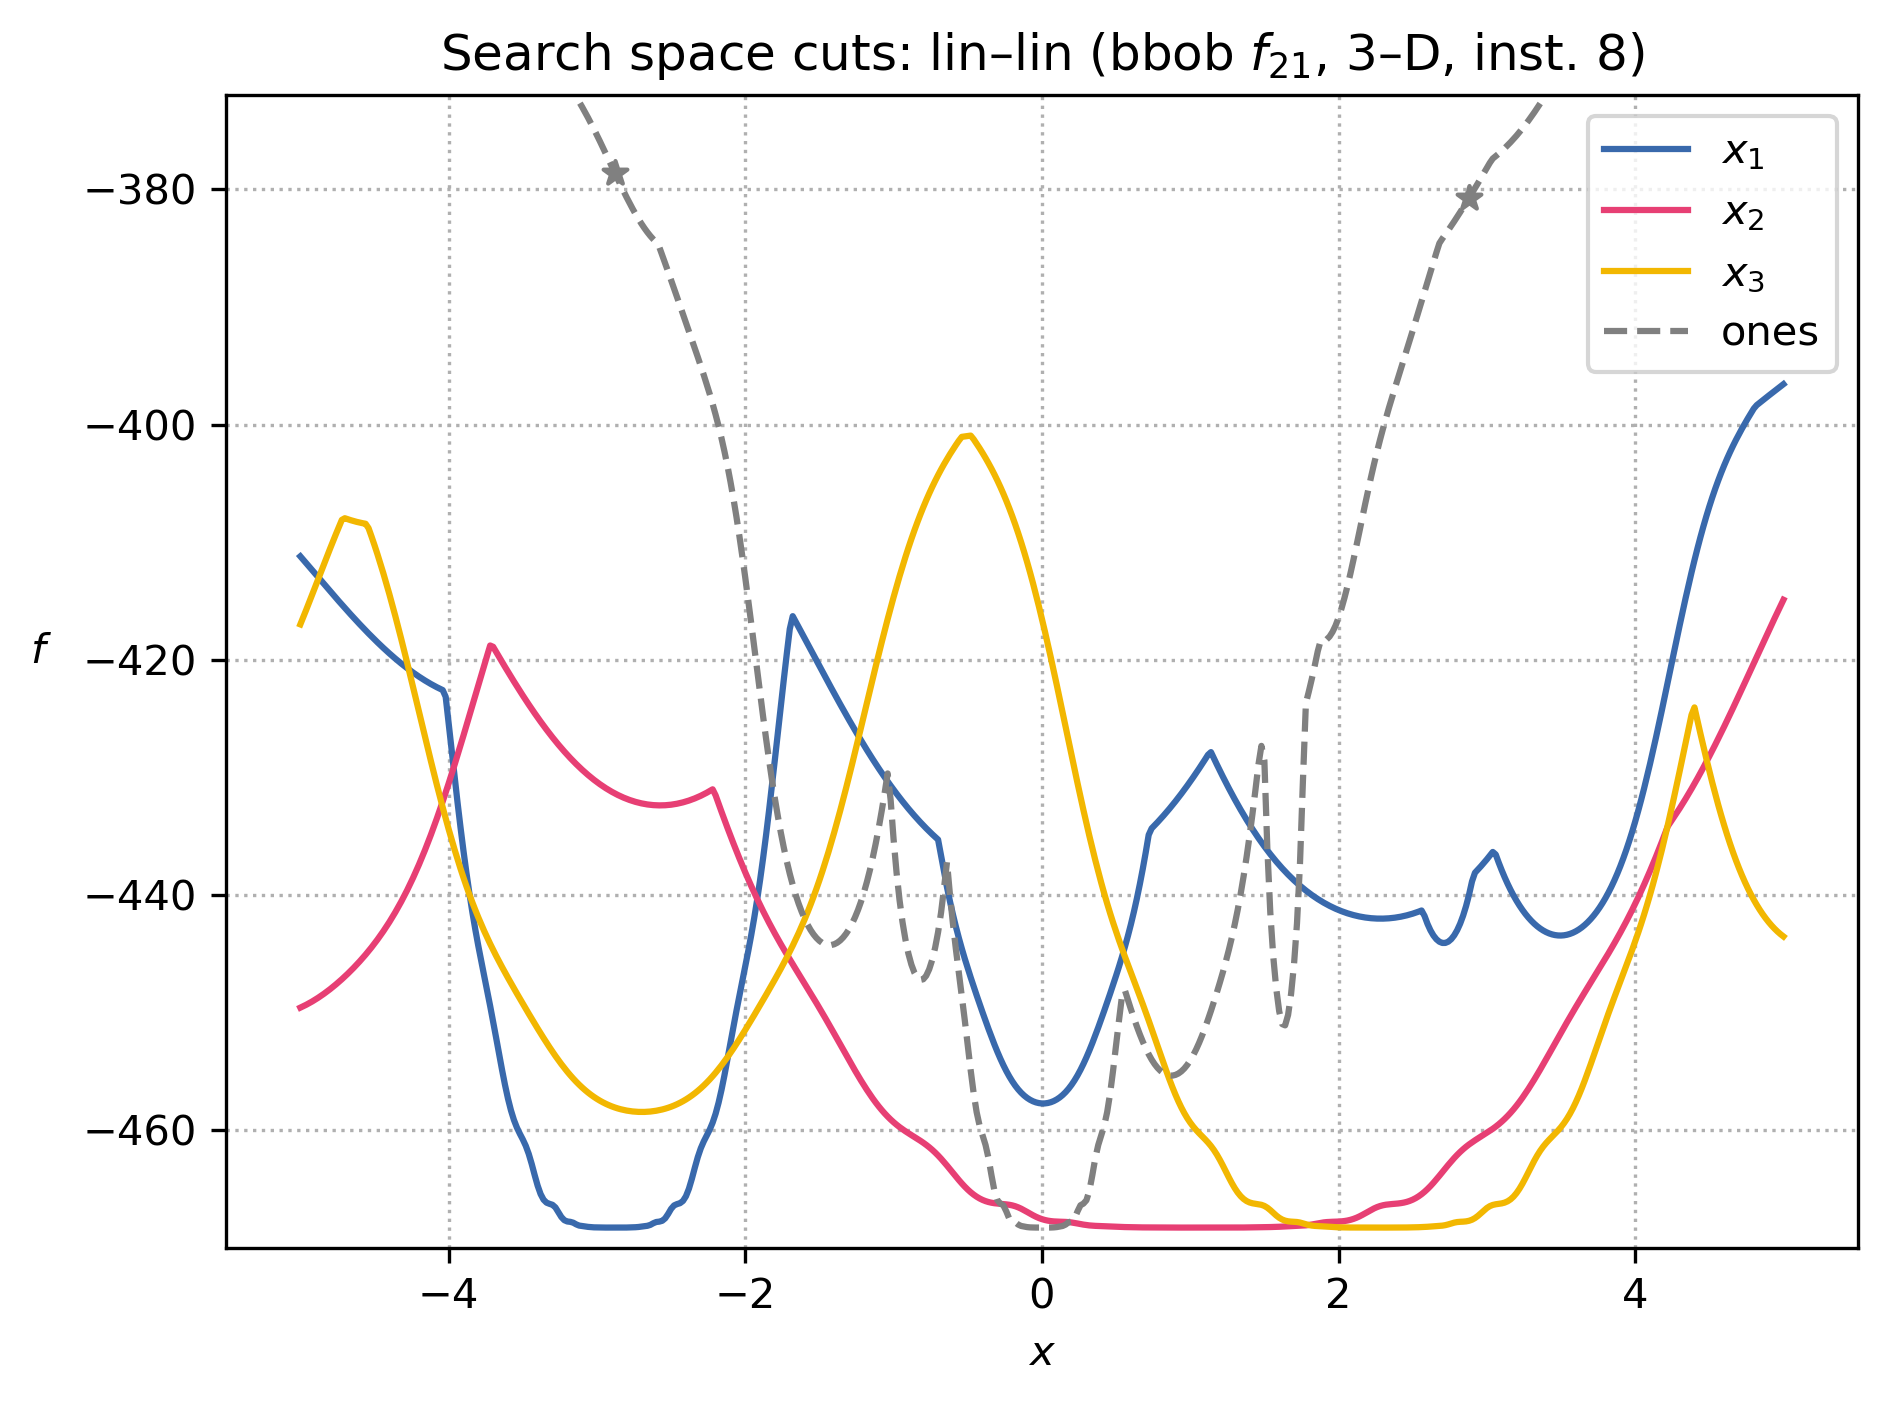 Search space cuts: lin–lin (bbob f₂₁, 3–D, inst. 8)
x₁
x₂
x₃
ones
−380
−400
−420
−440
−460
f
−4 −2 0 2 4
x